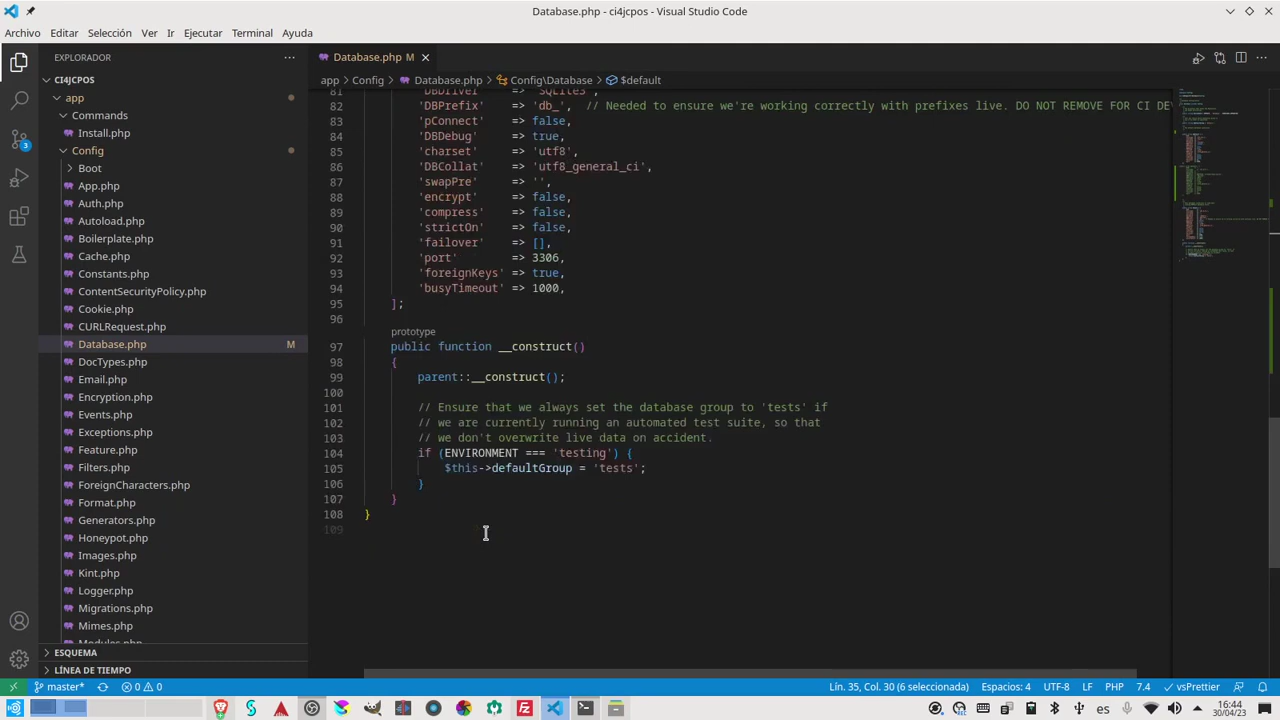 Database.php - ci4jcpos - Visual Studio Code
Archivo Editar Selección Ver Ir Ejecutar Terminal Ayuda
EXPLORADOR
CI4JCPOS
app
Commands
Install.php
Config
Boot
App.php
Auth.php
Autoload.php
Boilerplate.php
Cache.php
Constants.php
ContentSecurityPolicy.php
Cookie.php
CURLRequest.php
Database.php M
DocTypes.php
Email.php
Encryption.php
Events.php
Exceptions.php
Feature.php
Filters.php
ForeignCharacters.php
Format.php
Generators.php
Honeypot.php
Images.php
Kint.php
Logger.php
Migrations.php
Mimes.php
Modules.php
ESQUEMA
LÍNEA DE TIEMPO
3
Database.php M
app > Config > Database.php > Config\Database > $default
81 'DBDriver' => 'SQLite3',
82 'DBPrefix' => 'db_', // Needed to ensure we're working correctly with prefixes live. DO NOT REMOVE FOR CI DE
83 'pConnect' => false,
84 'DBDebug' => true,
85 'charset' => 'utf8',
86 'DBCollat' => 'utf8_general_ci',
87 'swapPre' => '',
88 'encrypt' => false,
89 'compress' => false,
90 'strictOn' => false,
91 'failover' => [],
92 'port' => 3306,
93 'foreignKeys' => true,
94 'busyTimeout' => 1000,
95 ];
96
prototype
97 public function __construct()
98 {
99 parent::__construct();
100
101 // Ensure that we always set the database group to 'tests' if
102 // we are currently running an automated test suite, so that
103 // we don't overwrite live data on accident.
104 if (ENVIRONMENT === 'testing') {
105 $this->defaultGroup = 'tests';
106 }
107 }
108 }
109
master* 0 0 Lín. 35, Col. 30 (6 seleccionada) Espacios: 4 UTF-8 LF PHP 7.4 vsPrettier
es 16:44
30/04/23